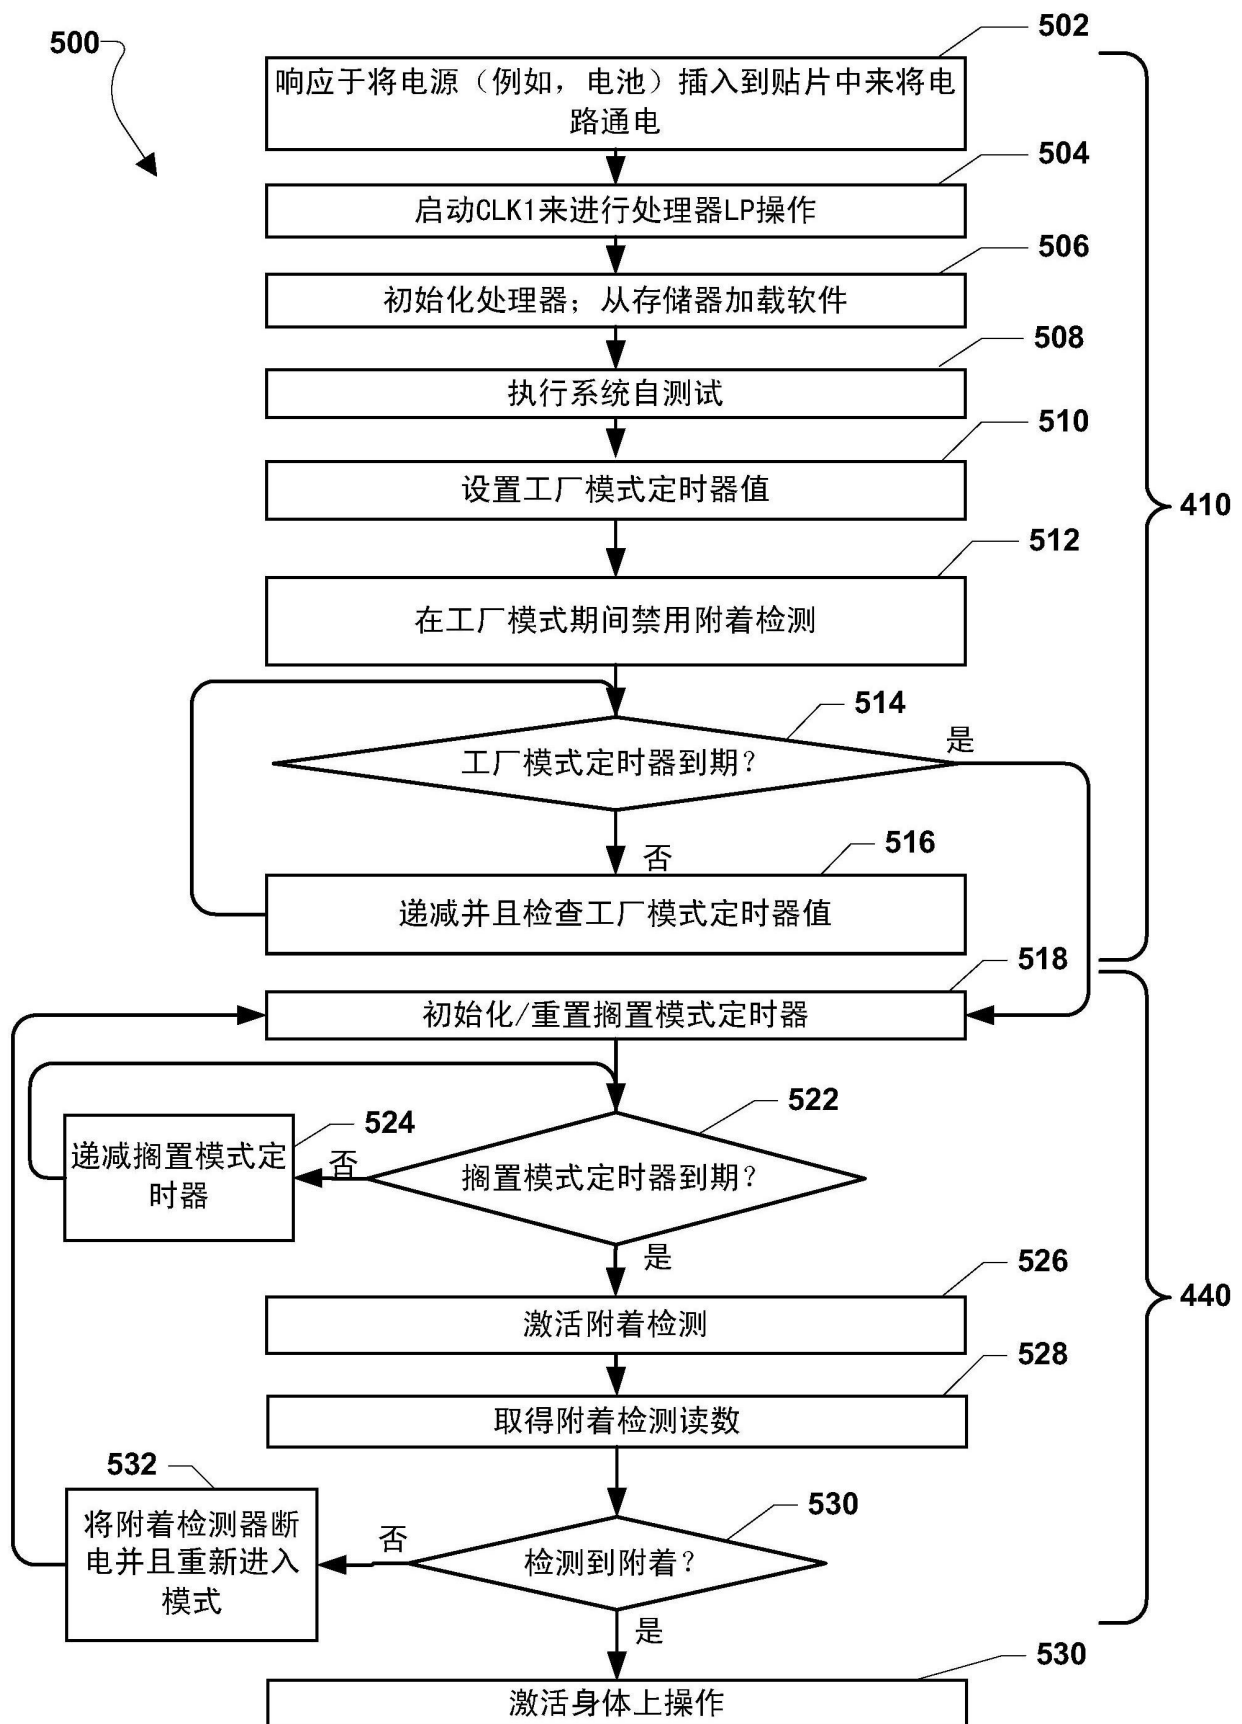 500
502
响应于将电源（例如，电池）插入到贴片中来将电
路通电
504
启动CLK1来进行处理器LP操作
506
初始化处理器；从存储器加载软件
508
执行系统自测试
510
设置工厂模式定时器值
410
512
在工厂模式期间禁用附着检测
514
工厂模式定时器到期？
是
否
516
递减并且检查工厂模式定时器值
518
初始化/重置搁置模式定时器
522
搁置模式定时器到期？
否
524
递减搁置模式定
时器
是
526
激活附着检测
440
528
取得附着检测读数
530
检测到附着？
否
532
将附着检测器断
电并且重新进入
模式
是
530
激活身体上操作